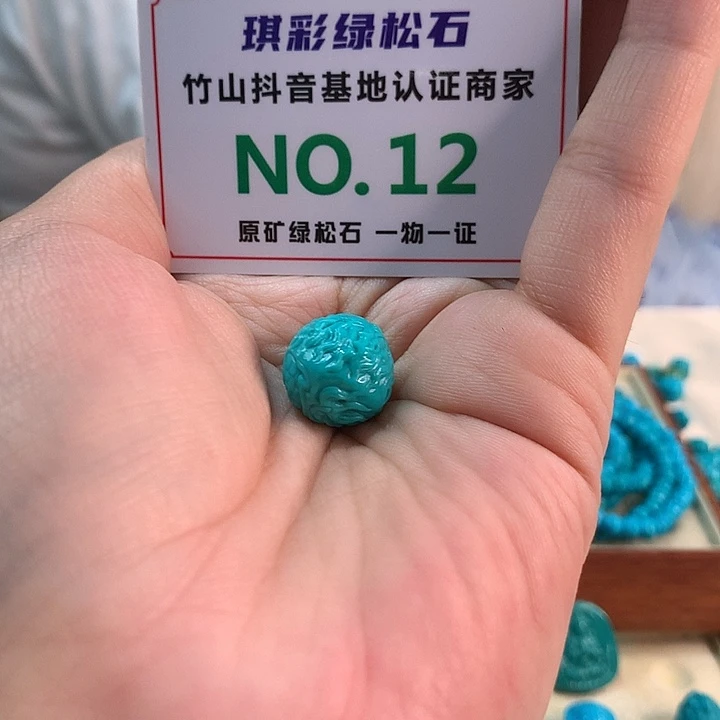 琪彩绿松石
竹山抖音基地认证商家
NO.12
原矿绿松石 一物一证